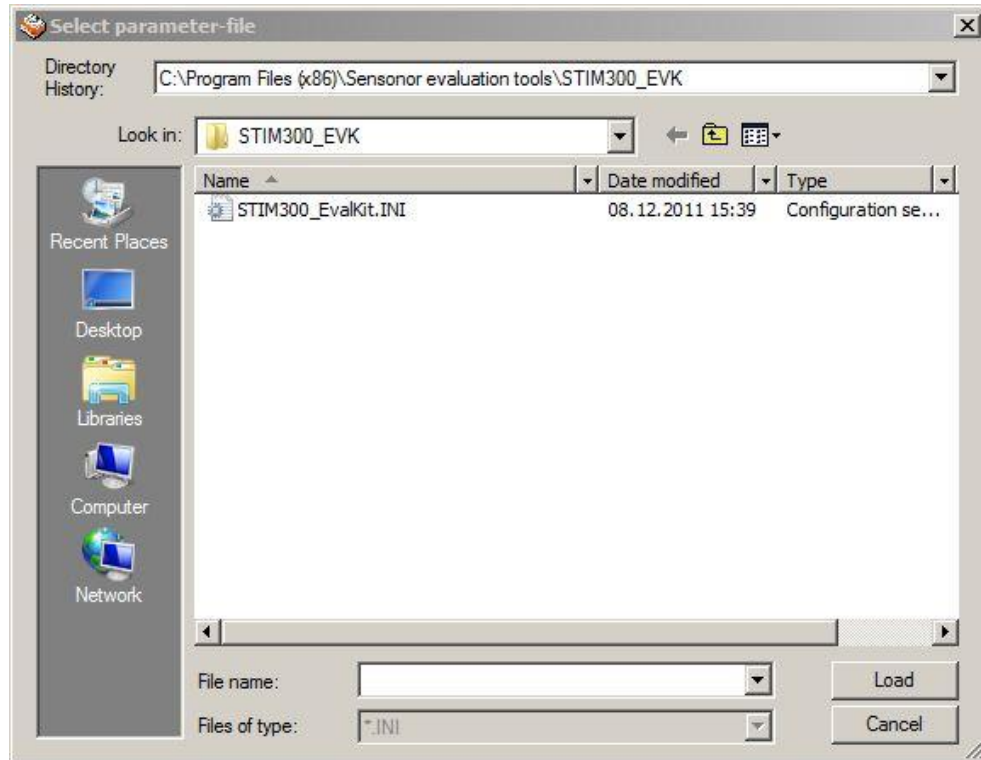 Select parameter-file
Directory
History:
C:\Program Files (x86)\Sensonor evaluation tools\STIM300_EVK
Look in:
STIM300_EVK
Name
Date modified
Type
STIM300_EvalKit.INI
08.12.2011 15:39
Configuration se...
Recent Places
Desktop
Libraries
Computer
Network
File name:
Load
Files of type:
*.INI
Cancel